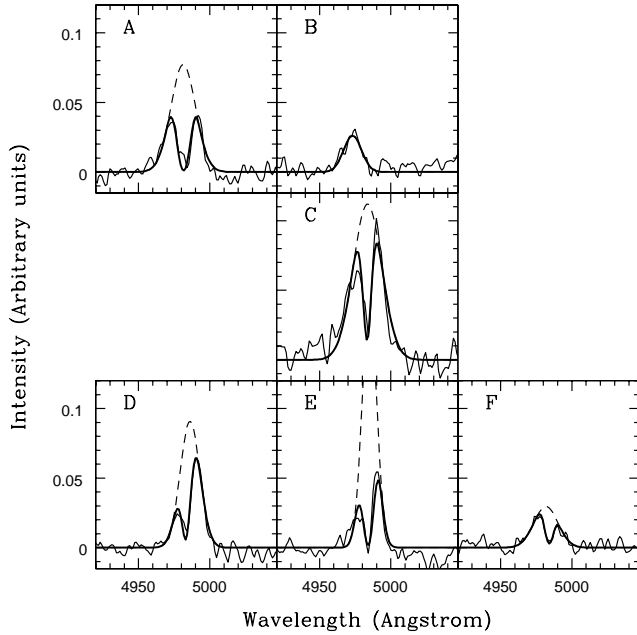 A
B
0.1
0.05
0
C
Intensity (Arbitrary units)
D
E
F
0.1
0.05
0
4950 5000 4950 5000 4950 5000
Wavelength (Angstrom)